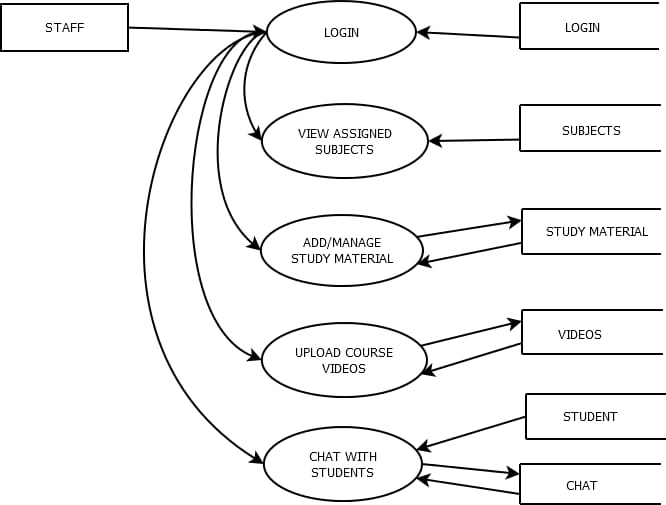 STAFF
LOGIN
LOGIN
VIEW ASSIGNED
SUBJECTS
SUBJECTS
ADD/MANAGE
STUDY MATERIAL
STUDY MATERIAL
UPLOAD COURSE
VIDEOS
VIDEOS
STUDENT
CHAT WITH
STUDENTS
CHAT